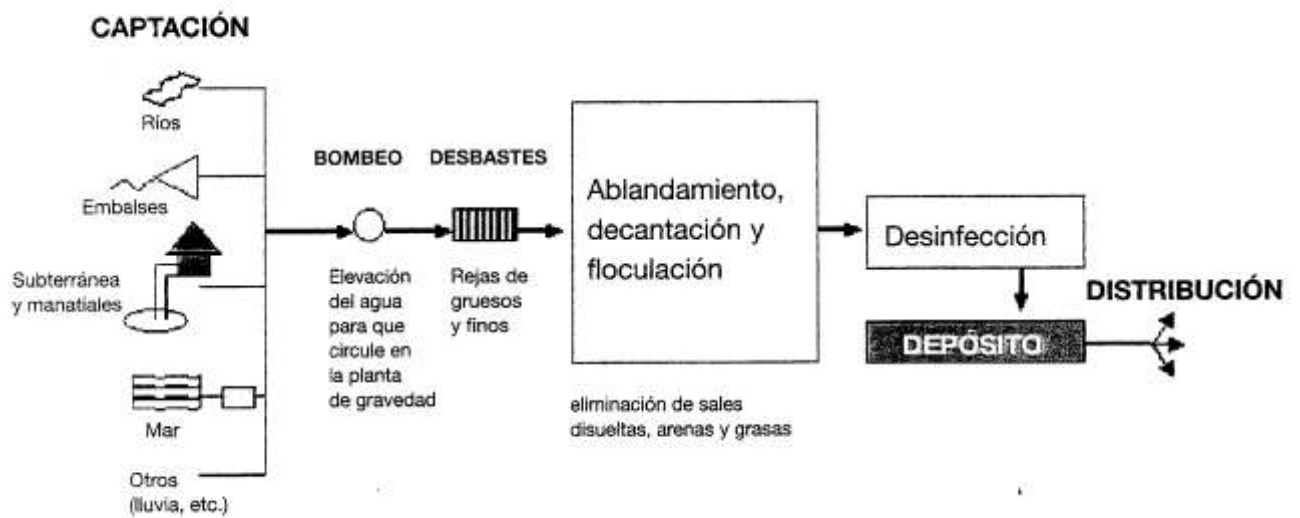 CAPTACIÓN
Ríos
Embalses
Subterránea
y manatiales
Mar
Otros
(lluvia, etc.)
BOMBEO
Elevación
del agua
para que
circule en
la planta
de gravedad
DESBASTES
Rejas de
gruesos
y finos
Ablandamiento,
decantación y
floculación
eliminación de sales
disueltas, arenas y grasas
Desinfección
DEPÓSITO
DISTRIBUCIÓN